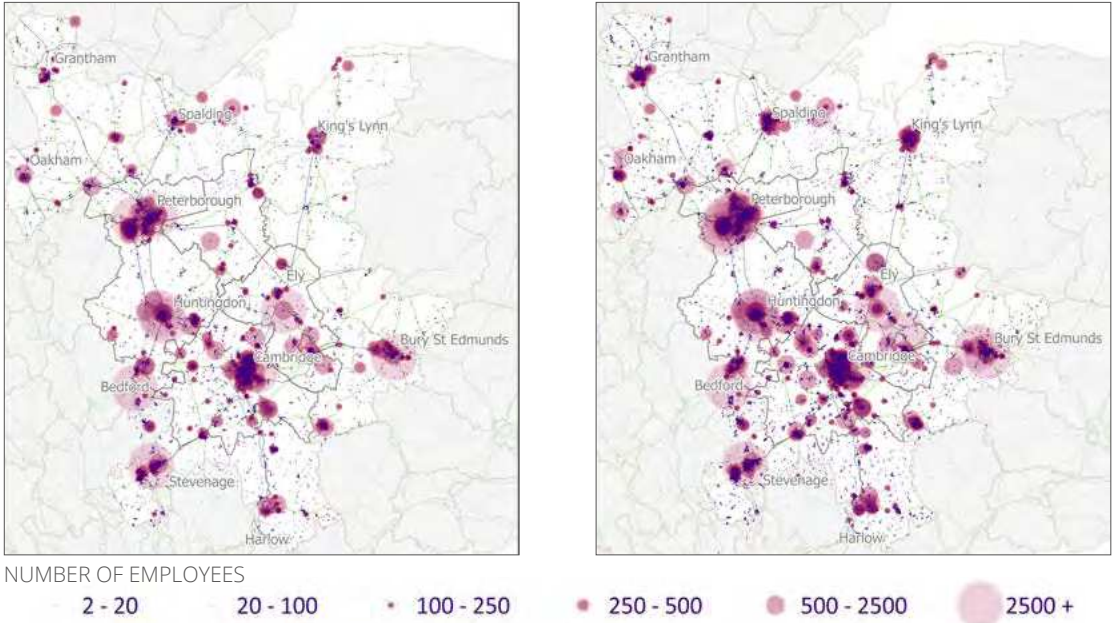 Grantham
Spalding
King's Lynn
Oakham
Peterborough
Ely
Huntingdon
Bury St Edmunds
Cambridge
Bedford
Stevenage
Harlow
Grantham
Spalding
King's Lynn
Oakham
Peterborough
Ely
Huntingdon
Bury St Edmunds
Cambridge
Bedford
Stevenage
Harlow
NUMBER OF EMPLOYEES
2 - 20 20 - 100 100 - 250 250 - 500 500 - 2500 2500 +